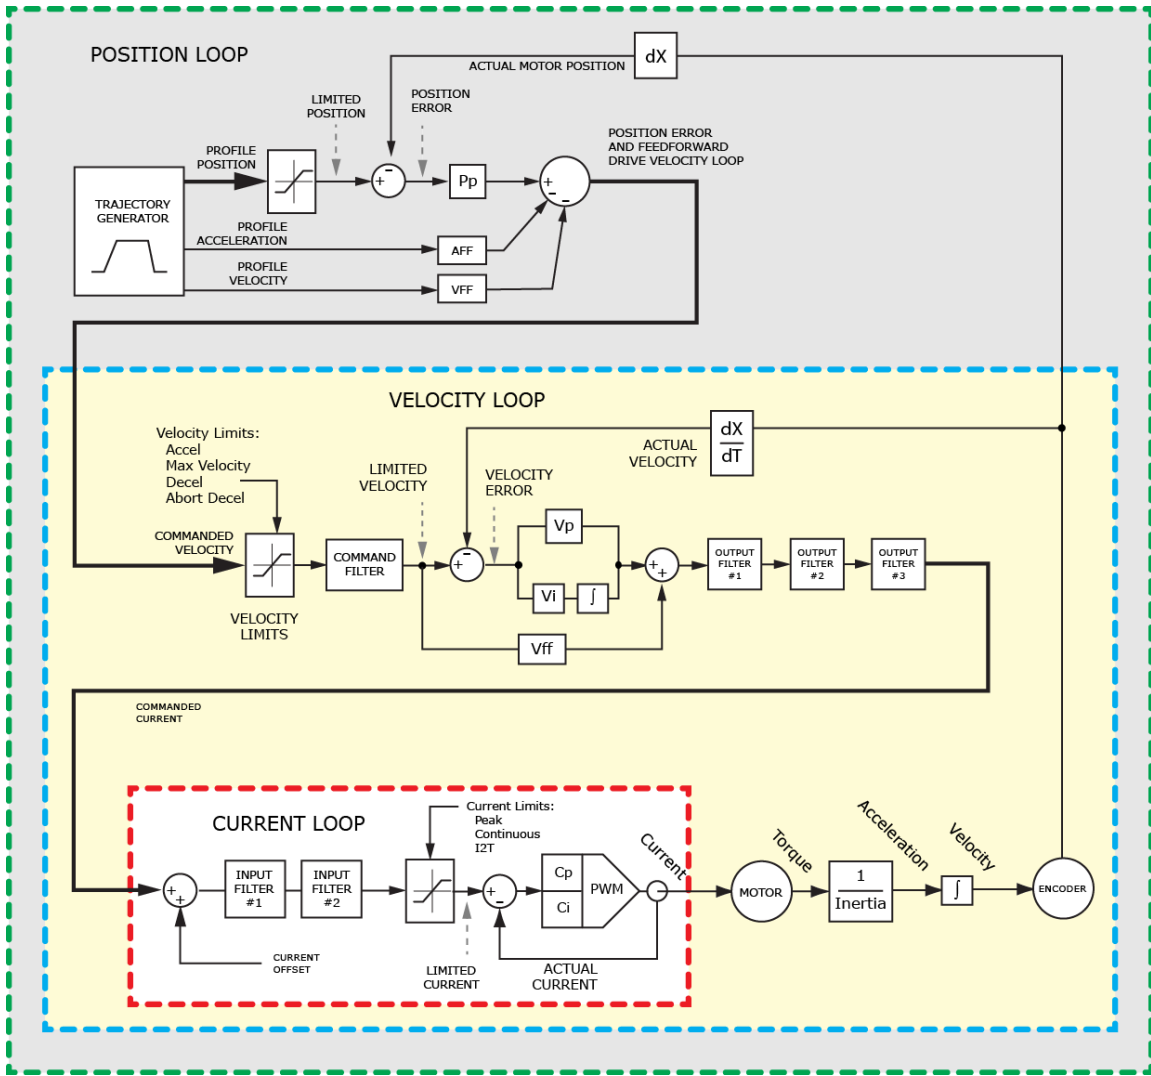 POSITION LOOP
dX
ACTUAL MOTOR POSITION
LIMITED
POSITION
POSITION
ERROR
POSITION ERROR
AND FEEDFORWARD
DRIVE VELOCITY LOOP
PROFILE
POSITION
TRAJECTORY
GENERATOR
+
-
Pp
+
-
-
PROFILE
ACCELERATION
AFF
PROFILE
VELOCITY
VFF
VELOCITY LOOP
dX
dT
ACTUAL
VELOCITY
Velocity Limits:
Accel
Max Velocity
Decel
Abort Decel
LIMITED
VELOCITY
VELOCITY
ERROR
COMMANDED
VELOCITY
VELOCITY
LIMITS
COMMAND
FILTER
+
-
Vp
Vi
∫
Vff
+
+
OUTPUT
FILTER
#1
OUTPUT
FILTER
#2
OUTPUT
FILTER
#3
COMMANDED
CURRENT
CURRENT LOOP
Current Limits:
Peak
Continuous
I2T
+
+
INPUT
FILTER
#1
INPUT
FILTER
#2
+
-
Cp
Ci
PWM
Current
CURRENT
OFFSET
LIMITED
CURRENT
ACTUAL
CURRENT
MOTOR
Torque
1
Inertia
Acceleration
∫
Velocity
ENCODER